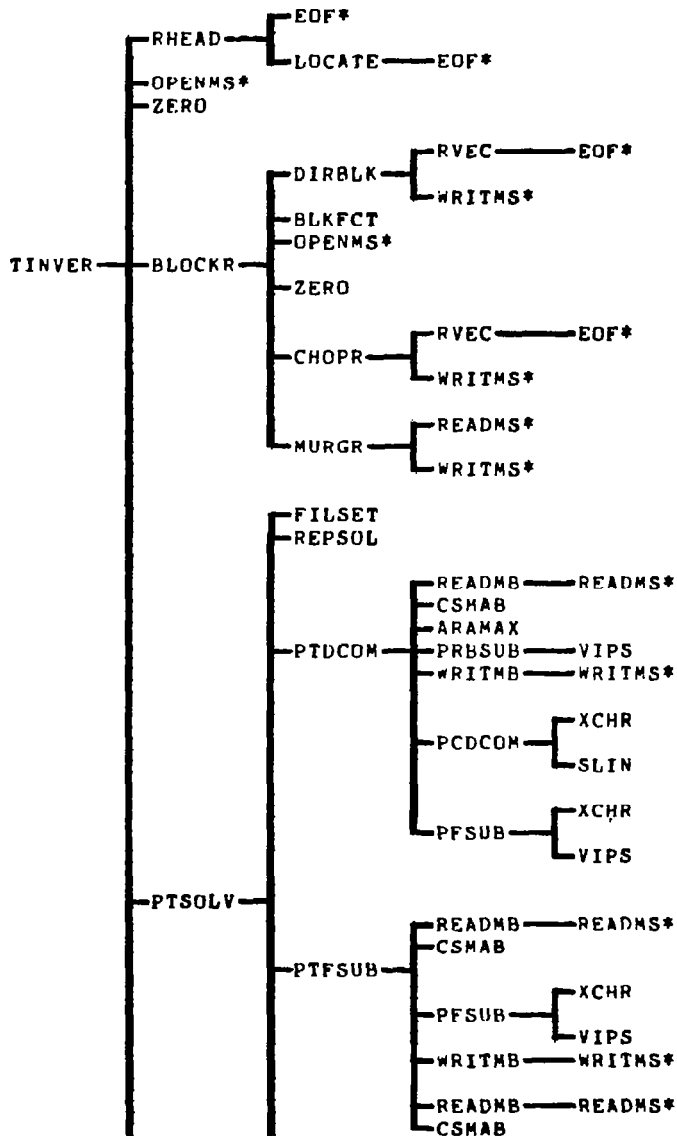 EOF*
RHEAD
LOCATE EOF*
OPENMS*
ZERO
RVEC EOF*
DIRBLK
WRITMS*
BLKFCT
OPENMS*
TINVER BLOCKR
ZERO
RVEC EOF*
CHOPR
WRITMS*
READMS*
MURGR
WRITMS*
FILSET
REPSOL
READMB READMS*
CSMAB
ARAMAX
PTDCOM PRBSUB VIPS
WRITMB WRITMS*
XCHR
PCDCOM
SLIN
XCHR
PFSUB
VIPS
PTSOLV
READMB READMS*
CSMAB
PTFSUB
XCHR
PFSUB
VIPS
WRITMB WRITMS*
READMB READMS*
CSMAB